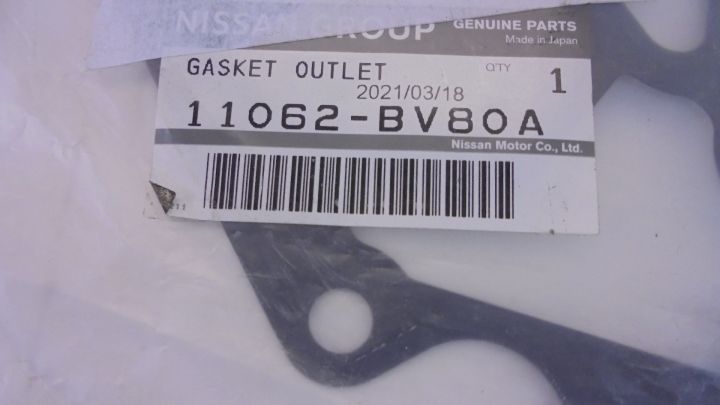 NISSAN GROUP
GENUINE PARTS
Made in Japan
GASKET OUTLET
QTY 1
2021/03/18
11062-BV80A
Nissan Motor Co., Ltd.